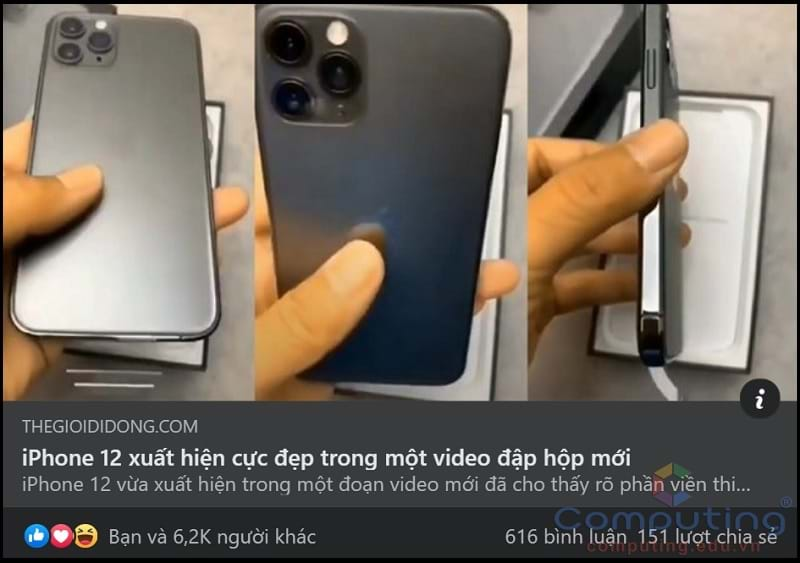 THEGIOIDIDONG.COM
iPhone 12 xuất hiện cực đẹp trong một video đập hộp mới
iPhone 12 vừa xuất hiện trong một đoạn video mới đã cho thấy rõ phần viền thi...
Computing®
computing.edu.vn
Bạn và 6,2K người khác
616 bình luận 151 lượt chia sẻ